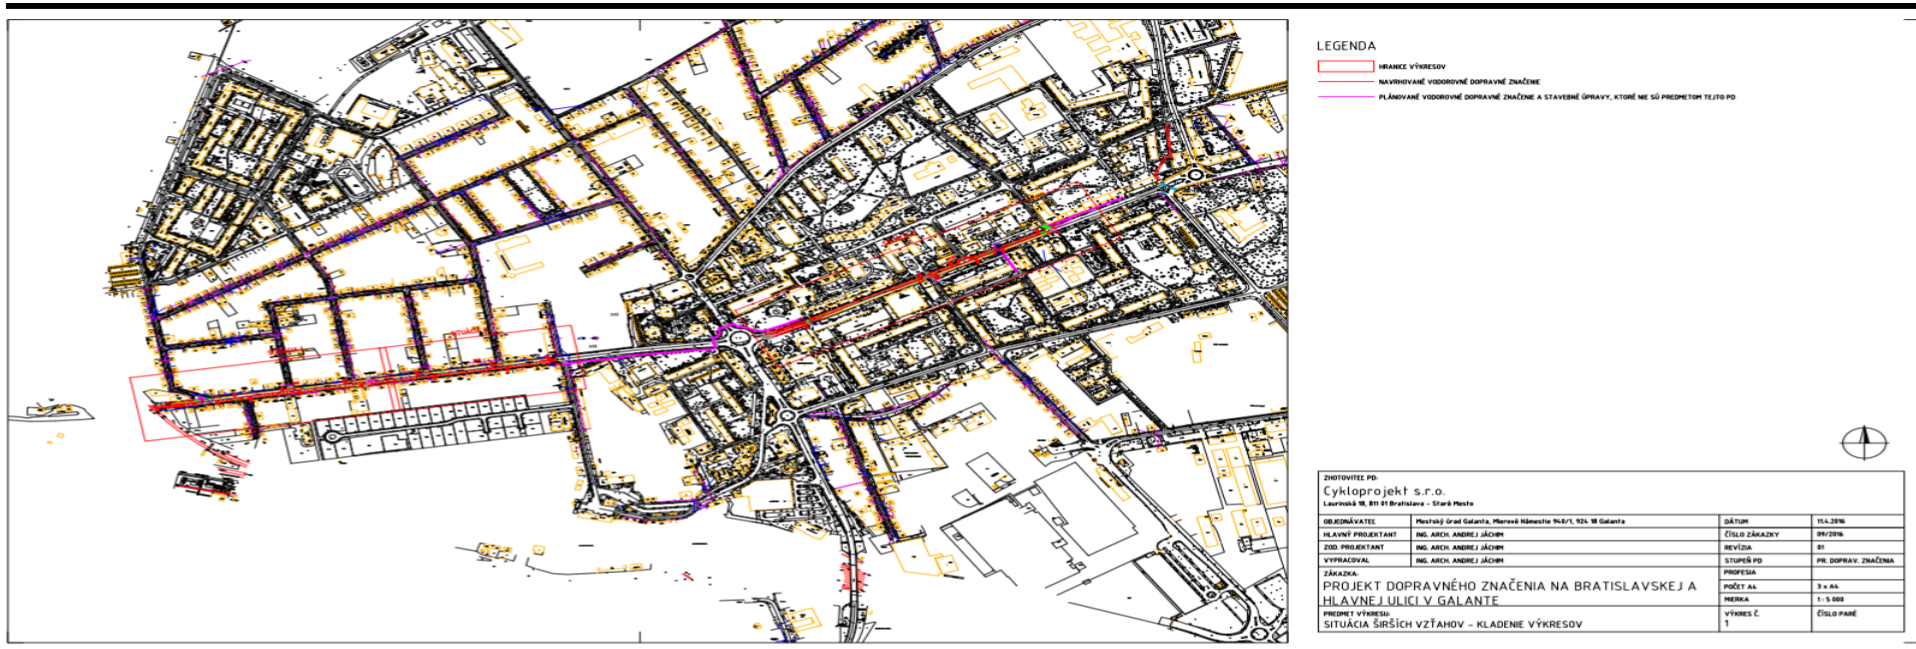 LEGENDA
HRANICE VÝKRESOV
NAVRHOVANÉ VODOROVNÉ DOPRAVNÉ ZNAČENIE
PLÁNOVANÉ VODOROVNÉ DOPRAVNÉ ZNAČENIE A STAVEBNÉ ÚPRAVY, KTORÉ NIE SÚ PREDMETOM TEJTO PD
ZHOTOVITEĽ PD:
Cykloprojekt s.r.o.
Laurinská 18, 811 01 Bratislava - Staré Mesto
OBJEDNÁVATEĽ Mestský úrad Galanta, Mierové Námestie 940/1, 924 18 Galanta DÁTUM 11.4.2016
HLAVNÝ PROJEKTANT ING. ARCH. ANDREJ JÁCHIM ČÍSLO ZÁKAZKY 09/2016
ZOD. PROJEKTANT ING. ARCH. ANDREJ JÁCHIM REVÍZIA 01
VYPRACOVAL ING. ARCH. ANDREJ JÁCHIM STUPEŇ PD PR. DOPRAV. ZNAČENIA
ZÁKAZKA: PROFESIA
PROJEKT DOPRAVNÉHO ZNAČENIA NA BRATISLAVSKEJ A POČET A4 3 x A4
HLAVNEJ ULICI V GALANTE MIERKA 1 : 5 000
PREDMET VÝKRESU: VÝKRES Č. ČÍSLO PARÉ
SITUÁCIA ŠIRŠÍCH VZŤAHOV - KLADENIE VÝKRESOV 1